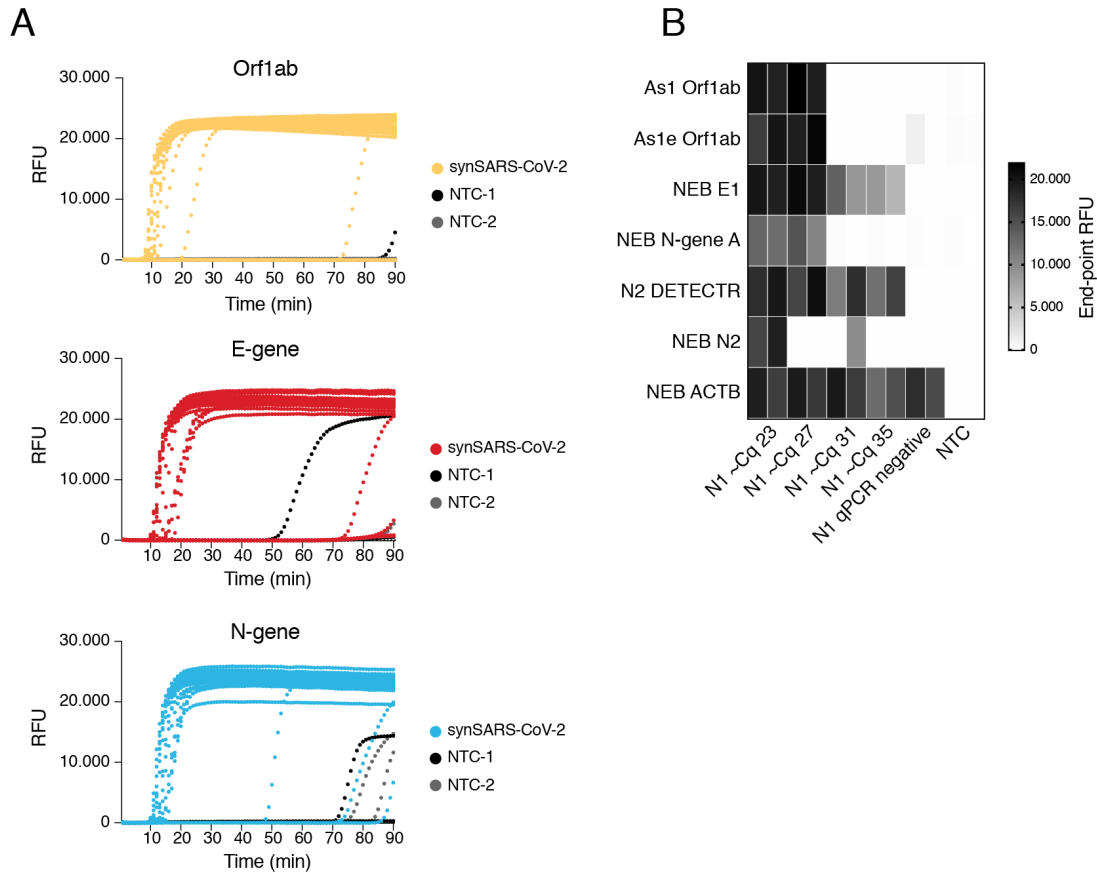 A
Orf1ab
30.000
20.000
10.000
0
RFU
10 20 30 40 50 60 70 80 90
Time (min)
synSARS-CoV-2
NTC-1
NTC-2
E-gene
30.000
20.000
10.000
0
RFU
10 20 30 40 50 60 70 80 90
Time (min)
synSARS-CoV-2
NTC-1
NTC-2
N-gene
30.000
20.000
10.000
0
RFU
10 20 30 40 50 60 70 80 90
Time (min)
synSARS-CoV-2
NTC-1
NTC-2
B
As1 Orf1ab
As1e Orf1ab
NEB E1
NEB N-gene A
N2 DETECTR
NEB N2
NEB ACTB
N1 ~Cq 23
N1 ~Cq 27
N1 ~Cq 31
N1 ~Cq 35
N1 qPCR negative
NTC
20.000
15.000
10.000
5.000
0
End-point RFU